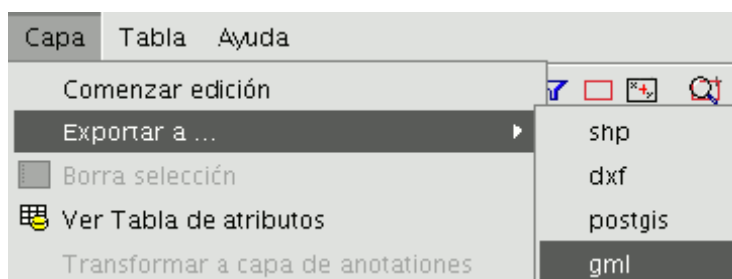 Capa Tabla Ayuda
Comenzar edición
Exportar a ...
shp
Borra selección
dxf
Ver Tabla de atributos
postgis
Transformar a capa de anotationes
gml